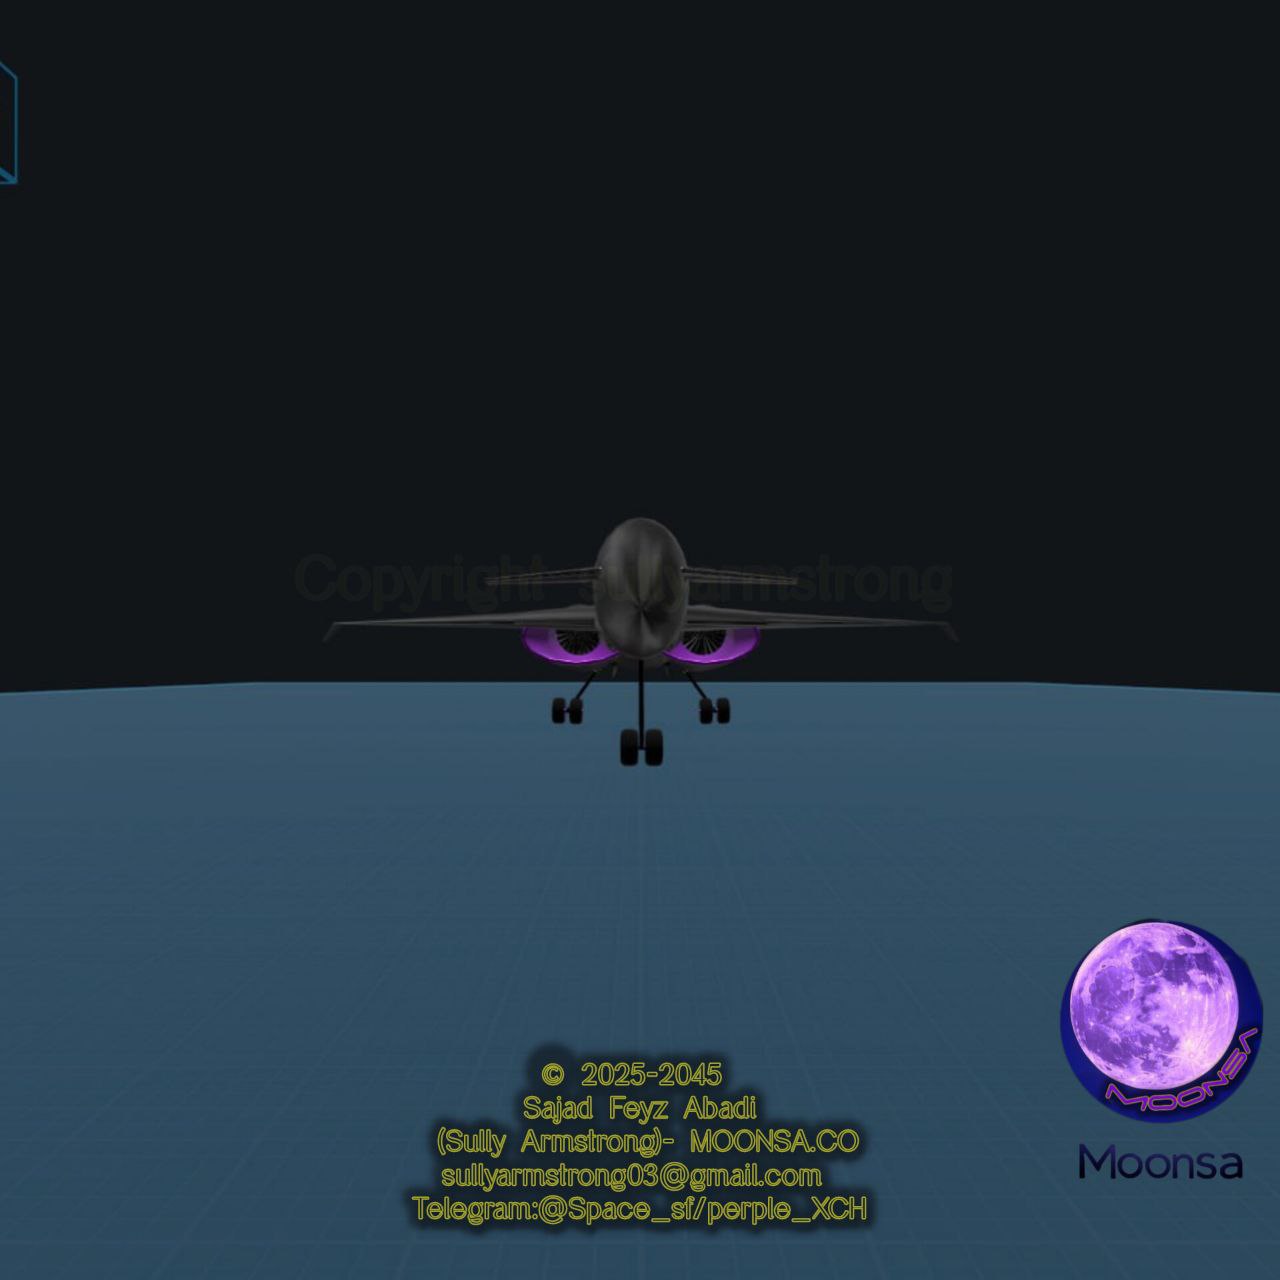 Copyright sullyarmstrong
© 2025-2045
Sajad Feyz Abadi
(Sully Armstrong)- MOONSA.CO
sullyarmstrong03@gmail.com
Telegram:@Space_sf/perple_XCH
MOONSA
Moonsa